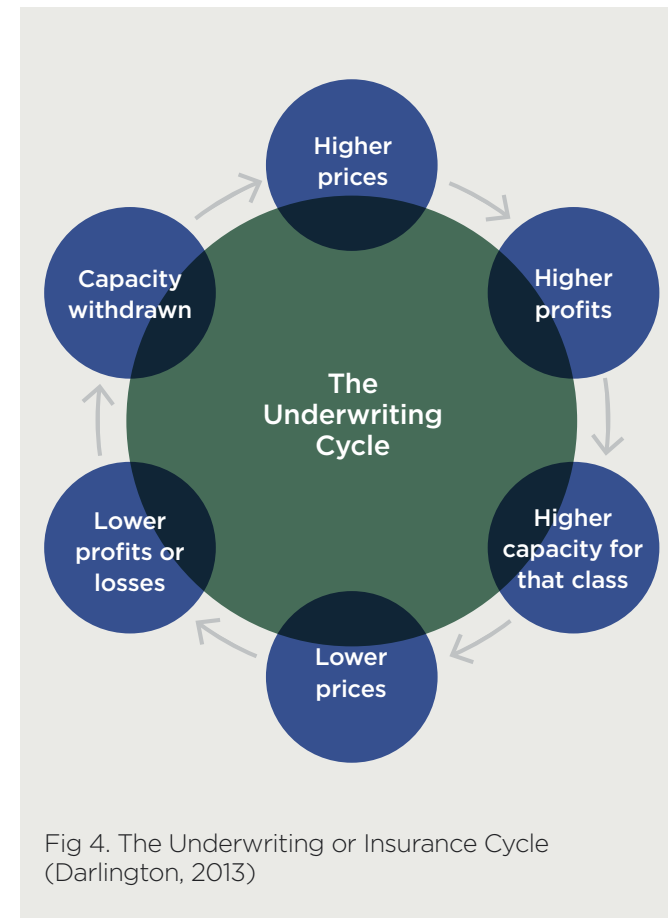 Higher
prices
Higher
profits
Higher
capacity for
that class
Lower
prices
Lower
profits or
losses
Capacity
withdrawn
The
Underwriting
Cycle
Fig 4. The Underwriting or Insurance Cycle
(Darlington, 2013)